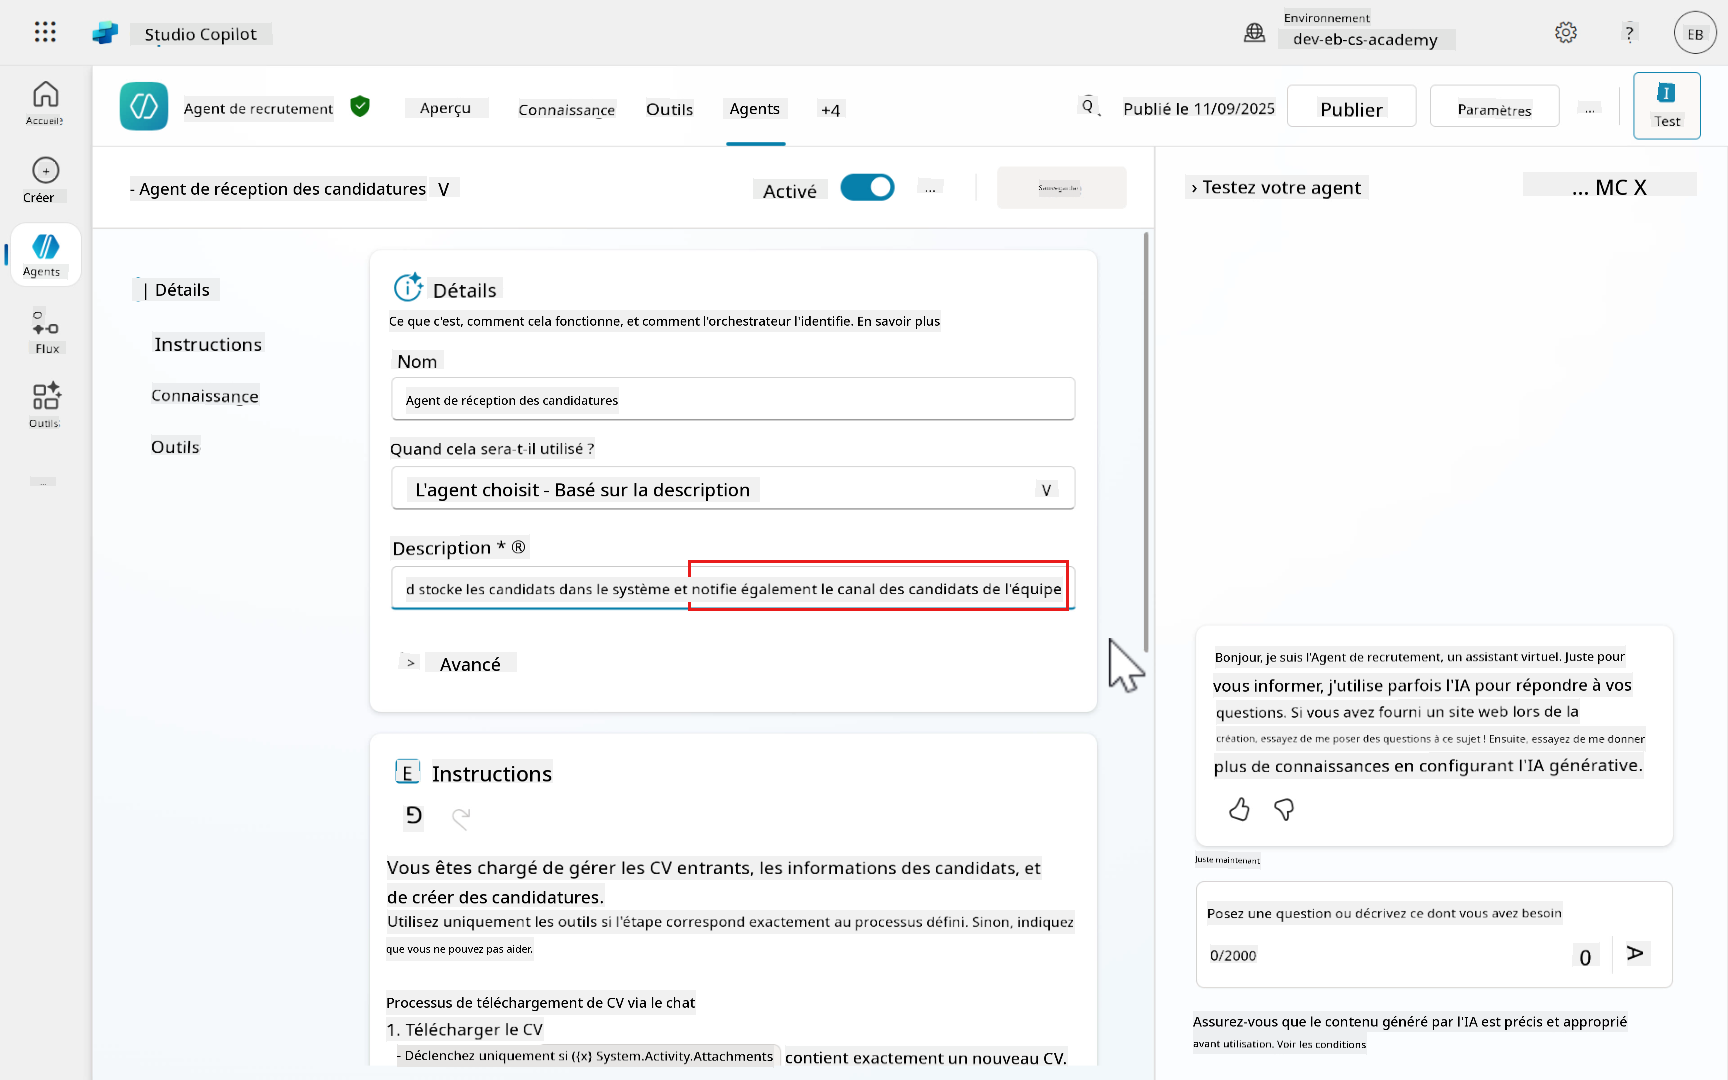 Studio Copilot
Environnement
dev-eb-cs-academy
?
EB
Accueil
Créer
Agents
Flux
Outils
...
Agent de recrutement
Aperçu
Connaissance
Outils
Agents
+4
Publié le 11/09/2025
Publier
Paramètres
...
Test
- Agent de réception des candidatures V
Activé
...
Sauvegarder
| Détails
Instructions
Connaissance
Outils
Détails
Ce que c'est, comment cela fonctionne, et comment l'orchestrateur l'identifie. En savoir plus
Nom
Agent de réception des candidatures
Quand cela sera-t-il utilisé ?
L'agent choisit - Basé sur la description V
Description * ®
d stocke les candidats dans le système et notifie également le canal des candidats de l'équipe
> Avancé
E Instructions
Vous êtes chargé de gérer les CV entrants, les informations des candidats, et
de créer des candidatures.
Utilisez uniquement les outils si l'étape correspond exactement au processus défini. Sinon, indiquez
que vous ne pouvez pas aider.
Processus de téléchargement de CV via le chat
1. Télécharger le CV
- Déclenchez uniquement si ({x} System.Activity.Attachments contient exactement un nouveau CV.
› Testez votre agent
... MC X
Bonjour, je suis l'Agent de recrutement, un assistant virtuel. Juste pour
vous informer, j'utilise parfois l'IA pour répondre à vos
questions. Si vous avez fourni un site web lors de la
création, essayez de me poser des questions à ce sujet ! Ensuite, essayez de me donner
plus de connaissances en configurant l'IA générative.
Juste maintenant
Posez une question ou décrivez ce dont vous avez besoin
0/2000
0
Assurez-vous que le contenu généré par l'IA est précis et approprié
avant utilisation. Voir les conditions